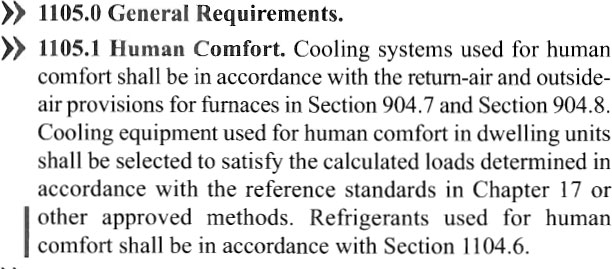 » 1105.0 General Requirements.
» 1105.1 Human Comfort. Cooling systems used for human
comfort shall be in accordance with the return-air and outside-
air provisions for furnaces in Section 904.7 and Section 904.8.
Cooling equipment used for human comfort in dwelling units
shall be selected to satisfy the calculated loads determined in
accordance with the reference standards in Chapter 17 or
other approved methods. Refrigerants used for human
comfort shall be in accordance with Section 1104.6.